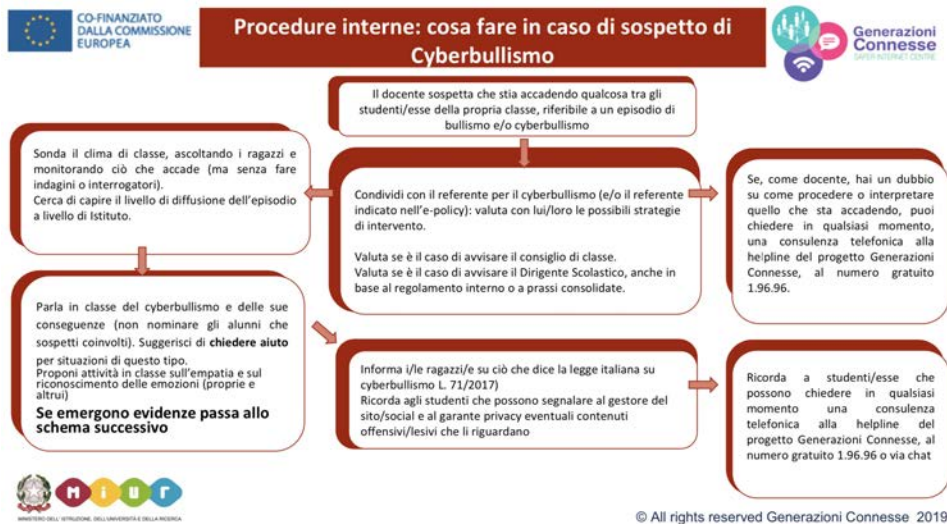 CO-FINANZIATO
DALLA COMMISSIONE
EUROPEA
Procedure interne: cosa fare in caso di sospetto di
Cyberbullismo
Generazioni
Connesse
SAFER INTERNET CENTRE
Il docente sospetta che stia accadendo qualcosa tra gli
studenti/esse della propria classe, riferibile a un episodio di
bullismo e/o cyberbullismo
Sonda il clima di classe, ascoltando i ragazzi e
monitorando ciò che accade (ma senza fare
indagini o interrogatori).
Cerca di capire il livello di diffusione dell'episodio
a livello di Istituto.
Condividi con il referente per il cyberbullismo (e/o il referente
indicato nell'e-policy): valuta con lui/loro le possibili strategie
di intervento.
Valuta se è il caso di avvisare il consiglio di classe.
Valuta se è il caso di avvisare il Dirigente Scolastico, anche in
base al regolamento interno o a prassi consolidate.
Se, come docente, hai un dubbio
su come procedere o interpretare
quello che sta accadendo, puoi
chiedere in qualsiasi momento,
una consulenza telefonica alla
helpline del progetto Generazioni
Connesse, al numero gratuito
1.96.96.
Parla in classe del cyberbullismo e delle sue
conseguenze (non nominare gli alunni che
sospetti coinvolti). Suggerisci di chiedere aiuto
per situazioni di questo tipo.
Proponi attività in classe sull'empatia e sul
riconoscimento delle emozioni (proprie e
altrui)
Se emergono evidenze passa allo
schema successivo
Informa i/le ragazzi/e su ciò che dice la legge italiana su
cyberbullismo L. 71/2017)
Ricorda agli studenti che possono segnalare al gestore del
sito/social e al garante privacy eventuali contenuti
offensivi/lesivi che li riguardano
Ricorda a studenti/esse che
possono chiedere in qualsiasi
momento una consulenza
telefonica alla helpline del
progetto Generazioni Connesse, al
numero gratuito 1.96.96 o via chat
MIUR
MINISTERO DELL'ISTRUZIONE, DELL'UNIVERSITÀ E DELLA RICERCA
© All rights reserved Generazioni Connesse 2019